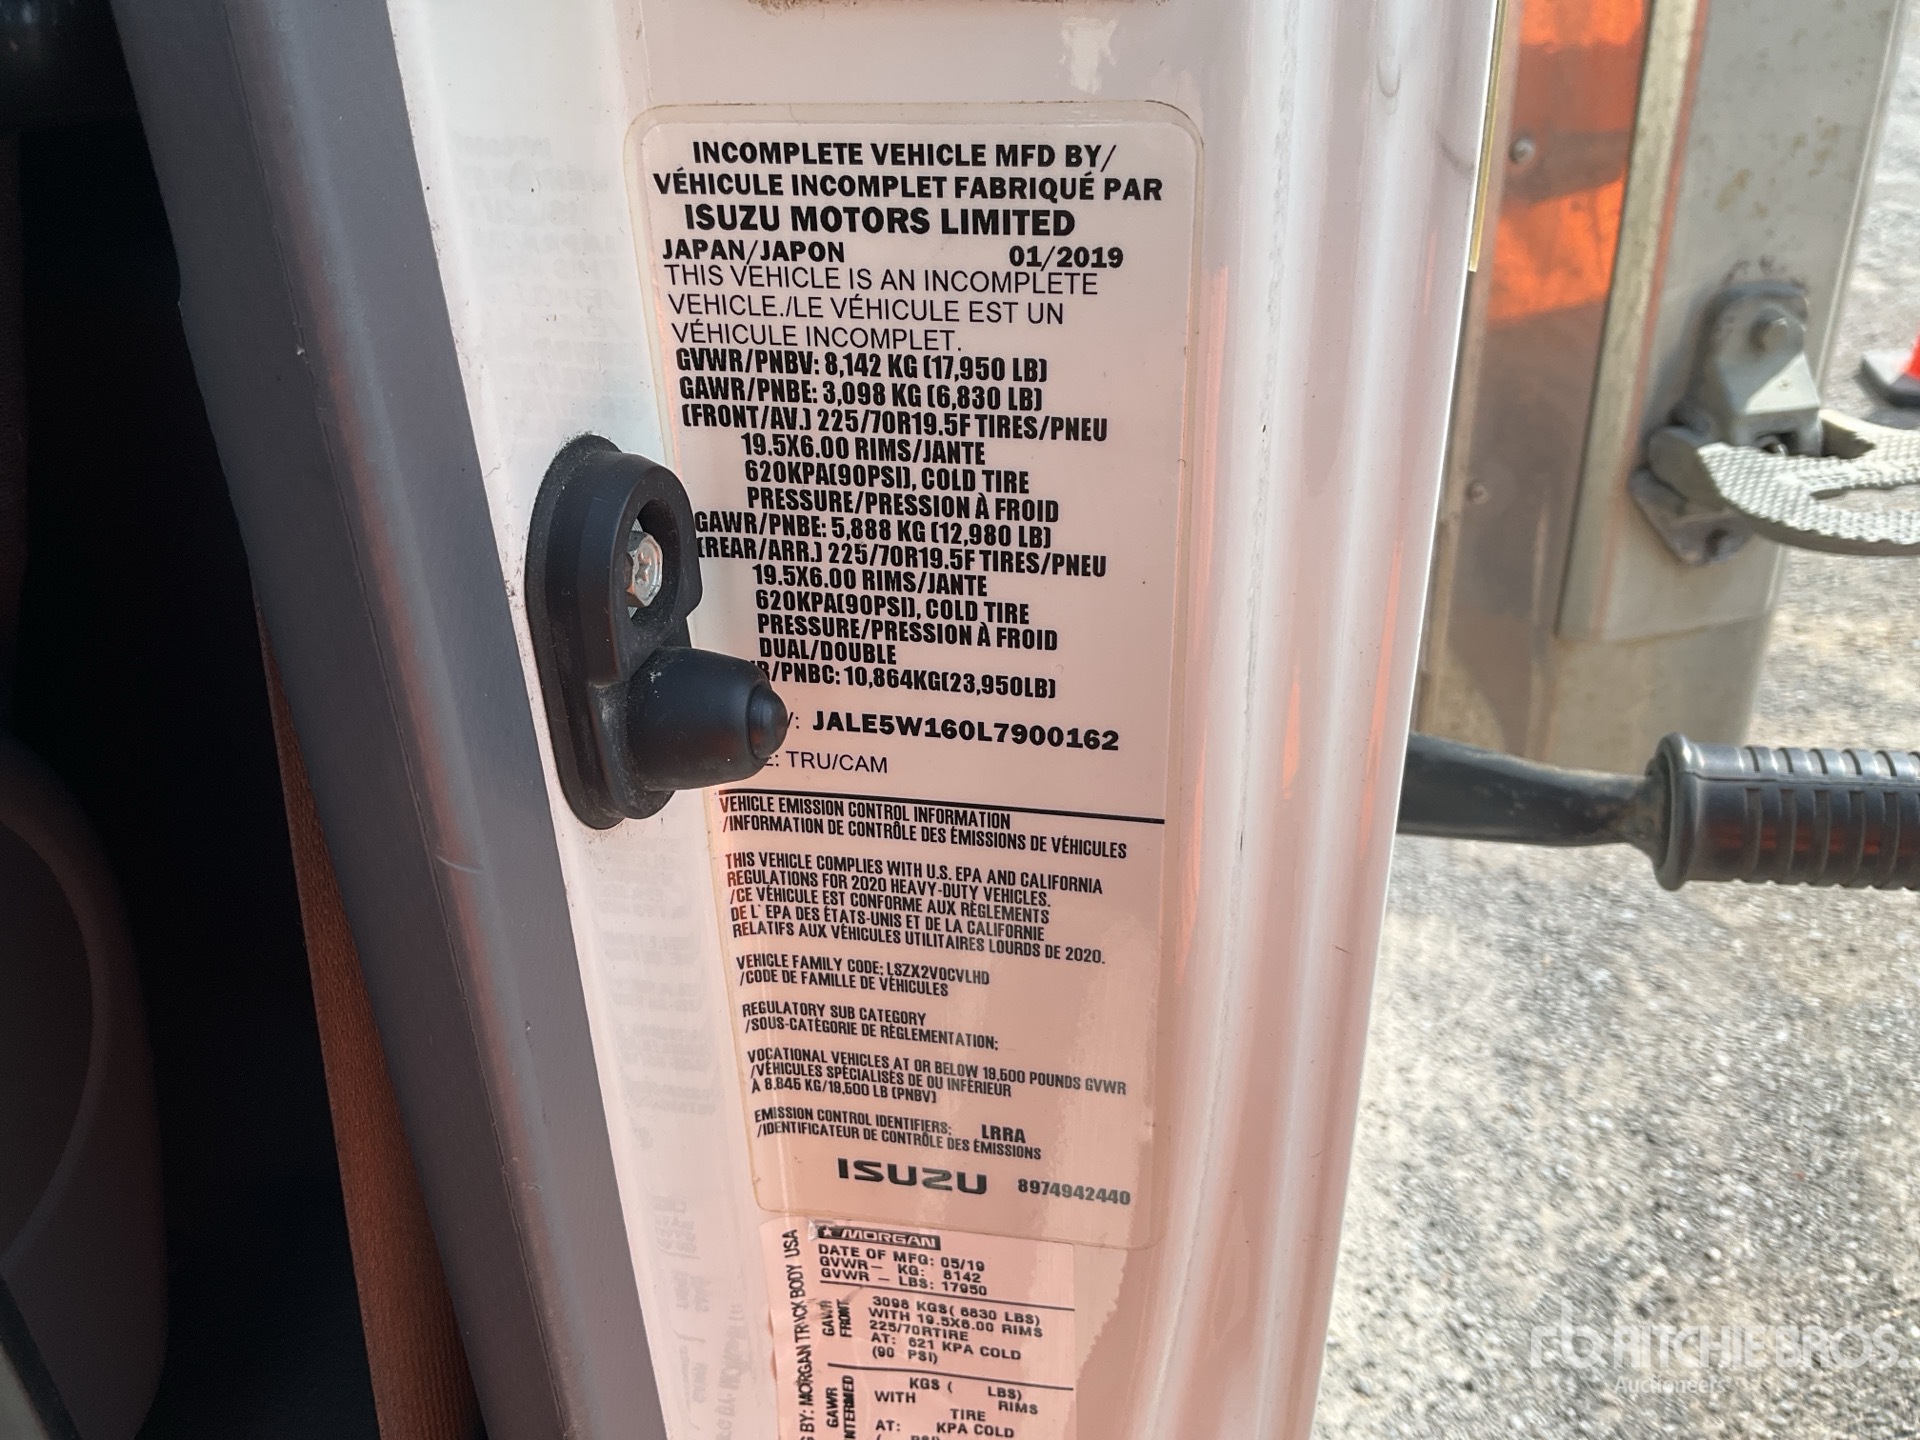 INCOMPLETE VEHICLE MFD BY/
VÉHICULE INCOMPLET FABRIQUÉ PAR
ISUZU MOTORS LIMITED
JAPAN/JAPON 01/2019
THIS VEHICLE IS AN INCOMPLETE
VEHICLE./LE VÉHICULE EST UN
VÉHICULE INCOMPLET.
GVWR/PNBV: 8,142 KG (17,950 LB)
GAWR/PNBE: 3,098 KG (6,830 LB)
(FRONT/AV.) 225/70R19.5F TIRES/PNEU
19.5X6.00 RIMS/JANTE
620KPA(90PSI), COLD TIRE
PRESSURE/PRESSION À FROID
GAWR/PNBE: 5,888 KG (12,980 LB)
(REAR/ARR.) 225/70R19.5F TIRES/PNEU
19.5X6.00 RIMS/JANTE
620KPA(90PSI), COLD TIRE
PRESSURE/PRESSION À FROID
DUAL/DOUBLE
/PNBC: 10,864KG(23,950LB)
: JALE5W160L7900162
: TRU/CAM
VEHICLE EMISSION CONTROL INFORMATION
/INFORMATION DE CONTRÔLE DES ÉMISSIONS DE VÉHICULES
THIS VEHICLE COMPLIES WITH U.S. EPA AND CALIFORNIA
REGULATIONS FOR 2020 HEAVY-DUTY VEHICLES.
/CE VÉHICULE EST CONFORME AUX RÈGLEMENTS
DE L' EPA DES ÉTATS-UNIS ET DE LA CALIFORNIE
RELATIFS AUX VÉHICULES UTILITAIRES LOURDS DE 2020.
VEHICLE FAMILY CODE: LSZX2VOCVLHD
/CODE DE FAMILLE DE VÉHICULES
REGULATORY SUB CATEGORY
/SOUS-CATÉGORIE DE RÈGLEMENTATION:
VOCATIONAL VEHICLES AT OR BELOW 19,500 POUNDS GVWR
/VÉHICULES SPÉCIALISÉS DE OU INFÉRIEUR
À 8.845 KG/19,500 LB (PNBV)
EMISSION CONTROL IDENTIFIERS: LRRA
/IDENTIFICATEUR DE CONTRÔLE DES ÉMISSIONS
ISUZU 8974942440
MORGAN
DATE OF MFG: 05/19
GVWR- KG: 8142
GVWR - LBS: 17950
GAWR FRONT
3098 KGS( 6830 LBS)
WITH 19.5X6.00 RIMS
225/70RTIRE
AT: 621 KPA COLD
(90 PSI)
GAWR
KGS ( LBS)
WITH RIMS
TIRE
AT: KPA COLD
BY: MORGAN TRUCK BODY USA
RITCHIE BROS.
Auctioneers